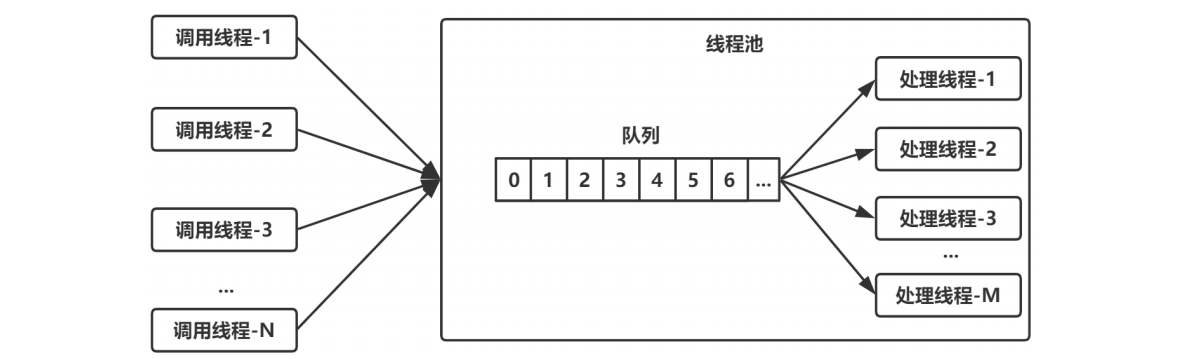 调用线程-1
调用线程-2
调用线程-3
...
调用线程-N
线程池
队列
0 1 2 3 4 5 6 ...
处理线程-1
处理线程-2
处理线程-3
...
处理线程-M